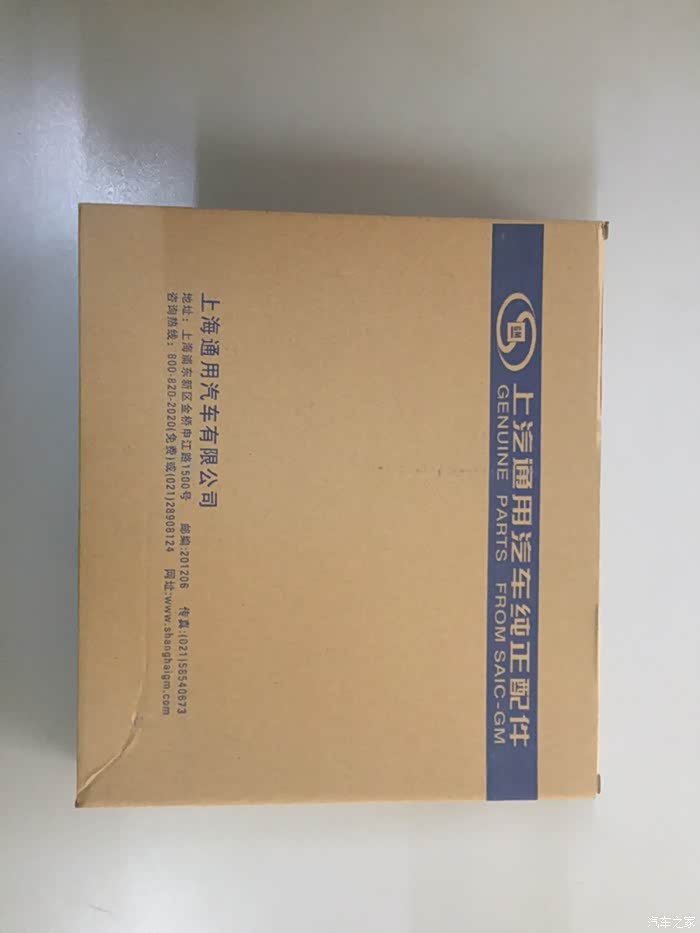 GM
上汽通用汽车纯正配件
GENUINE PARTS FROM SAIC-GM
上海通用汽车有限公司
地址：上海浦东新区金桥申江路1500号 邮编:201206 传真:(021)58540673
咨询热线：800-820-2020(免费)或(021)28908124 网址:www.shanghaigm.com
汽车之家